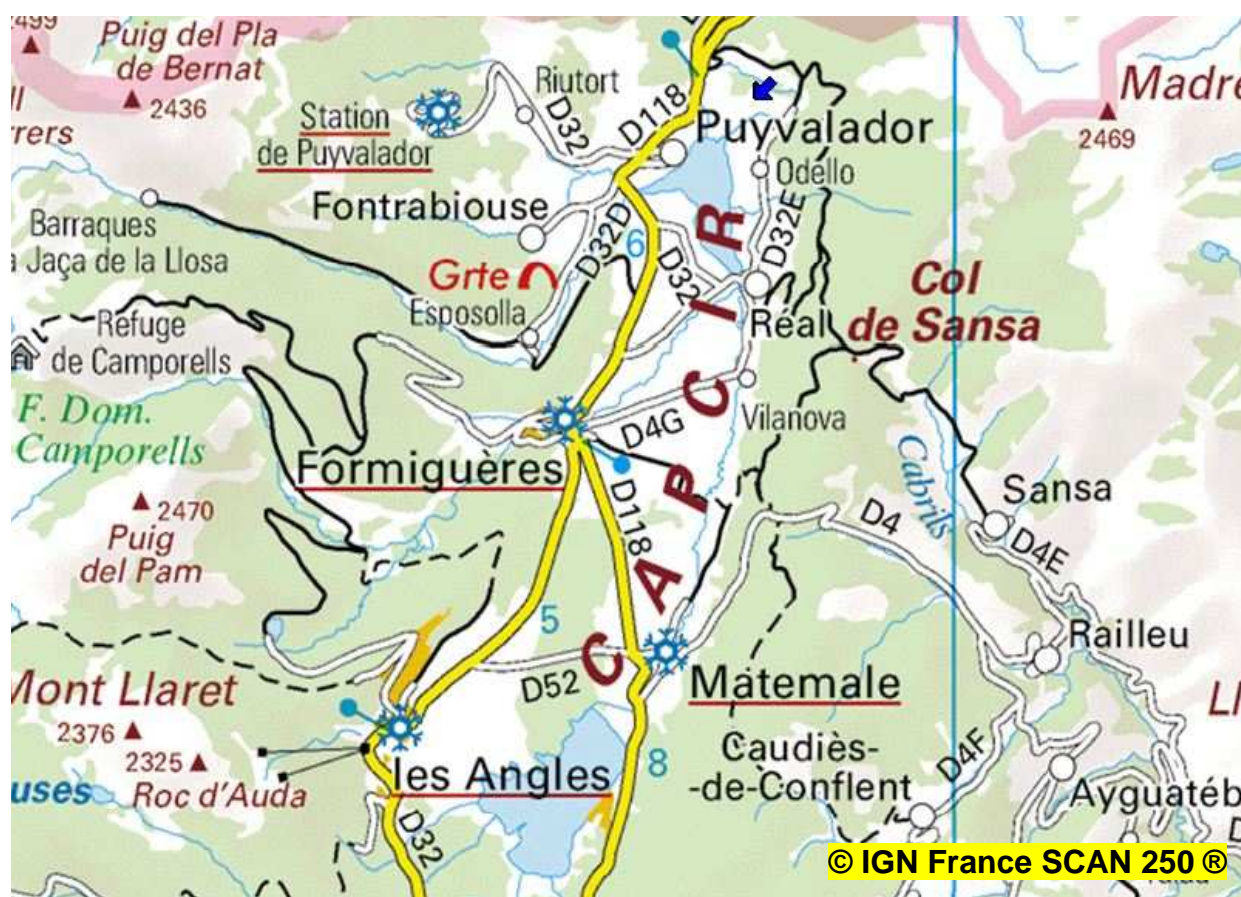 2499
Puig del Pla
de Bernat
2436
ll
rrers
Station
de Puyvalador
Riutort
D32
D118
Puyvalador
Odello
Madre
2469
Barraques
a Jaça de la Llosa
Fontrabiouse
D32D
6
D32
D32E
Grte
Esposolla
Réal
Col
de Sansa
Refuge
de Camporells
F. Dom.
Camporells
D4G
Vilanova
Formiguères
CAPCIR
Cabrils
Sansa
D4
D4E
2470
Puig
del Pam
D118
5
Railleu
D52
Matemale
Mont Llaret
2376
2325
Roc d'Auda
uses
les Angles
8
Caudiès-
-de-Conflent
D4F
Ll
Ayguatéb
D32
D
© IGN France SCAN 250 ®